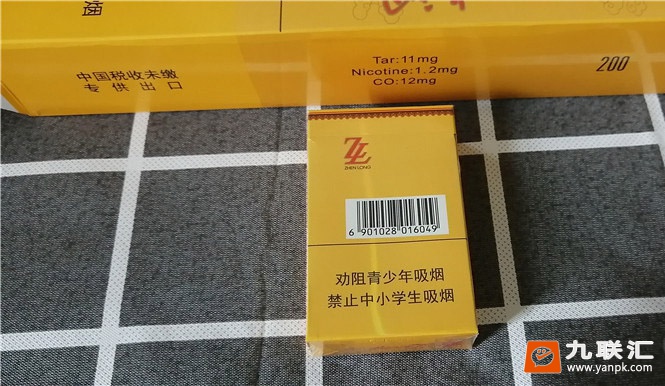 中国税收未缴
专供出口
Tar:11mg
Nicotine:1.2mg
CO:12mg
200
ZL
ZHEN LONG
6 901028 016049
劝阻青少年吸烟
禁止中小学生吸烟
九联汇
www.yanpk.com